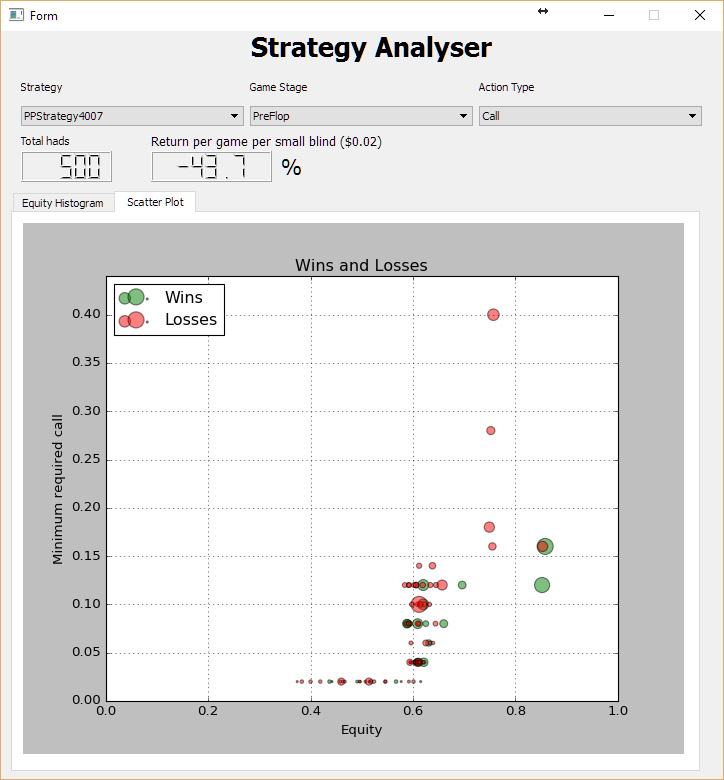 Form
Strategy Analyser
Strategy Game Stage Action Type
PPStrategy4007 PreFlop Call
Total hads Return per game per small blind ($0.02)
500 -43.7 %
Equity Histogram Scatter Plot
Wins and Losses
Wins
Losses
0.40
0.35
0.30
0.25
0.20
0.15
0.10
0.05
0.00
Minimum required call
0.0 0.2 0.4 0.6 0.8 1.0
Equity